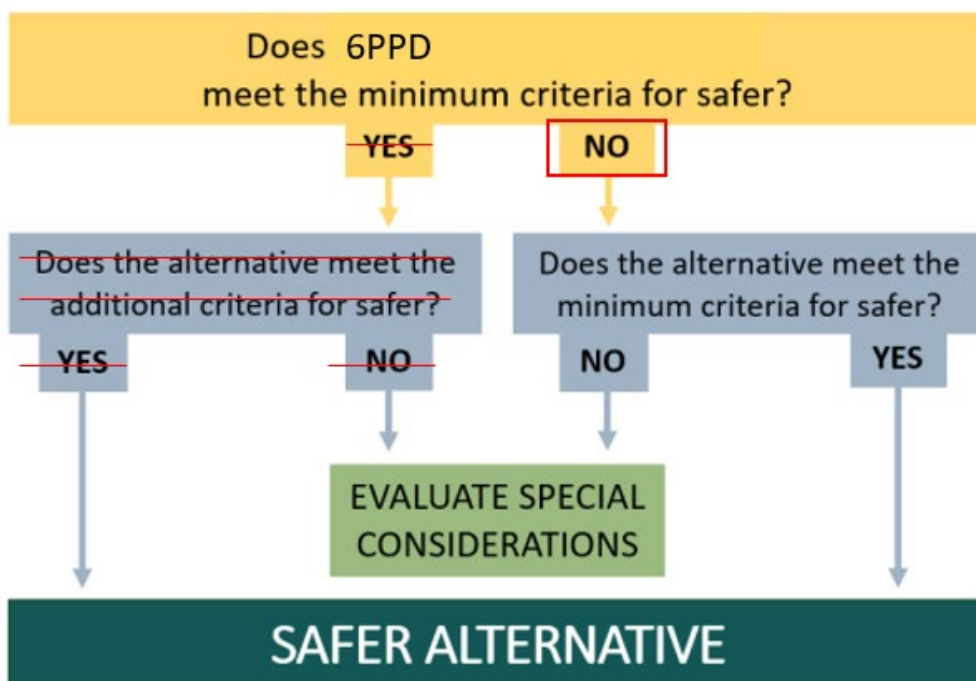 Does 6PPD
meet the minimum criteria for safer?
YES
NO
Does the alternative meet the
additional criteria for safer?
YES
NO
Does the alternative meet the
minimum criteria for safer?
NO
YES
EVALUATE SPECIAL
CONSIDERATIONS
SAFER ALTERNATIVE